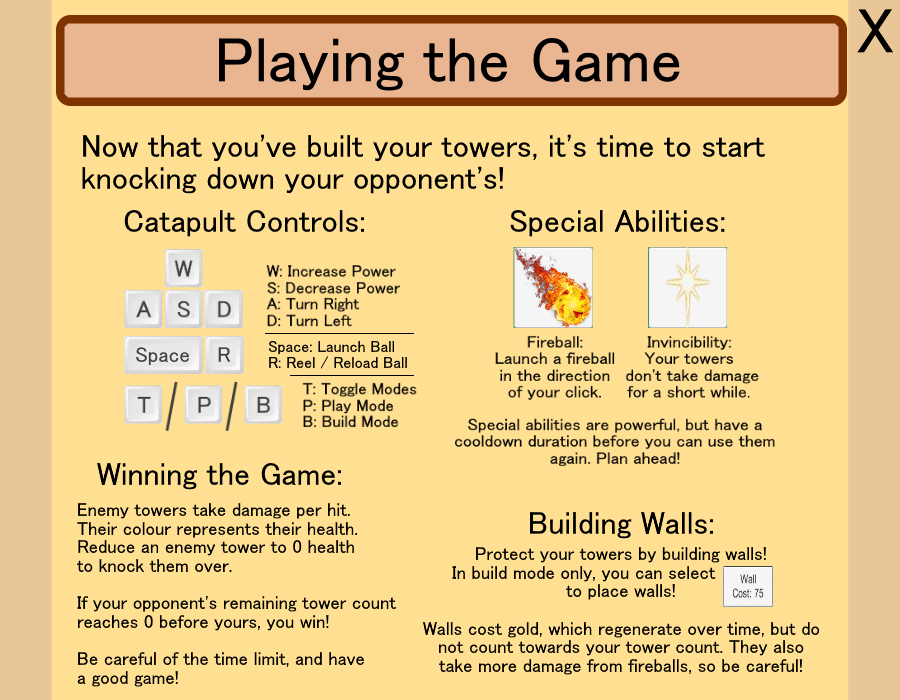 Playing the Game
X
Now that you've built your towers, it's time to start
knocking down your opponent's!
Catapult Controls:
W
A S D
Space R
T / P / B
W: Increase Power
S: Decrease Power
A: Turn Right
D: Turn Left
Space: Launch Ball
R: Reel / Reload Ball
T: Toggle Modes
P: Play Mode
B: Build Mode
Special Abilities:
Fireball:
Launch a fireball
in the direction
of your click.
Invincibility:
Your towers
don't take damage
for a short while.
Special abilities are powerful, but have a
cooldown duration before you can use them
again. Plan ahead!
Winning the Game:
Enemy towers take damage per hit.
Their colour represents their health.
Reduce an enemy tower to 0 health
to knock them over.
If your opponent's remaining tower count
reaches 0 before yours, you win!
Be careful of the time limit, and have
a good game!
Building Walls:
Protect your towers by building walls!
In build mode only, you can select
to place walls!
Wall
Cost: 75
Walls cost gold, which regenerate over time, but do
not count towards your tower count. They also
take more damage from fireballs, so be careful!